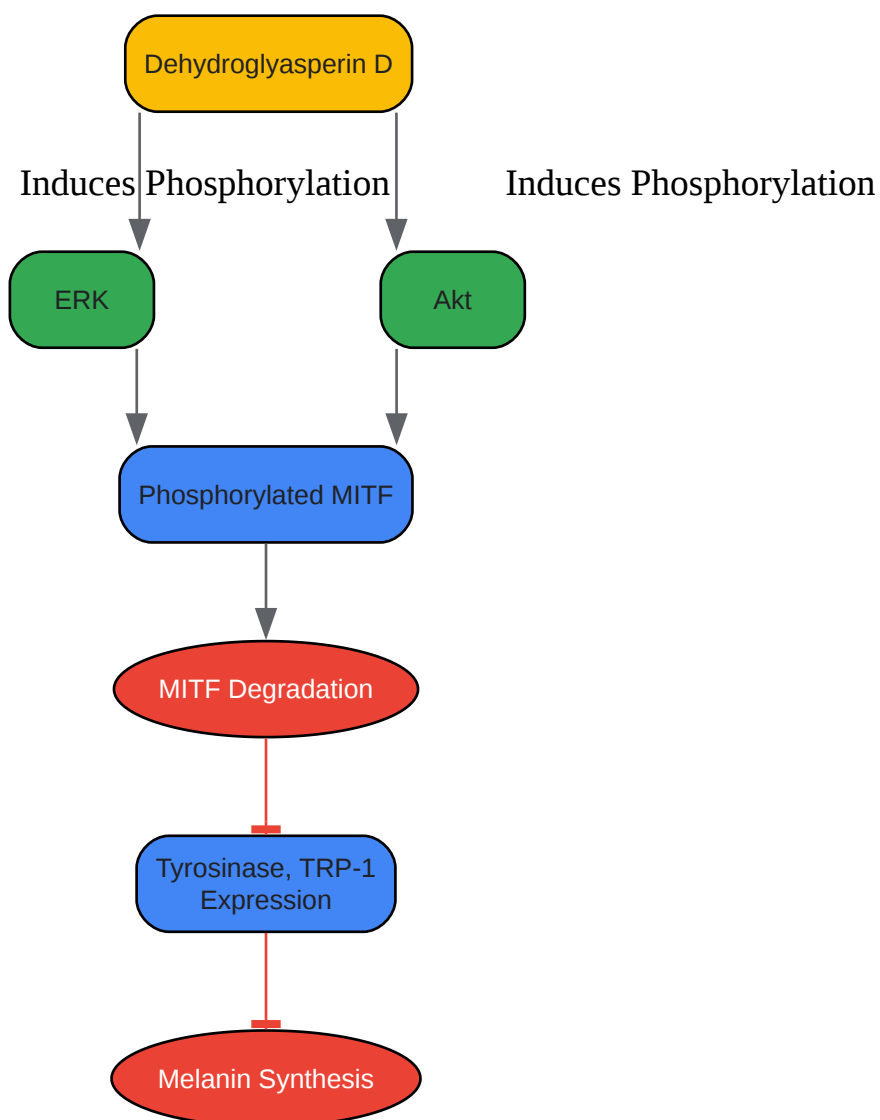 Dehydroglyasperin D
Induces Phosphorylation
Induces Phosphorylation
ERK
Akt
Phosphorylated MITF
MITF Degradation
Tyrosinase, TRP-1
Expression
Melanin Synthesis